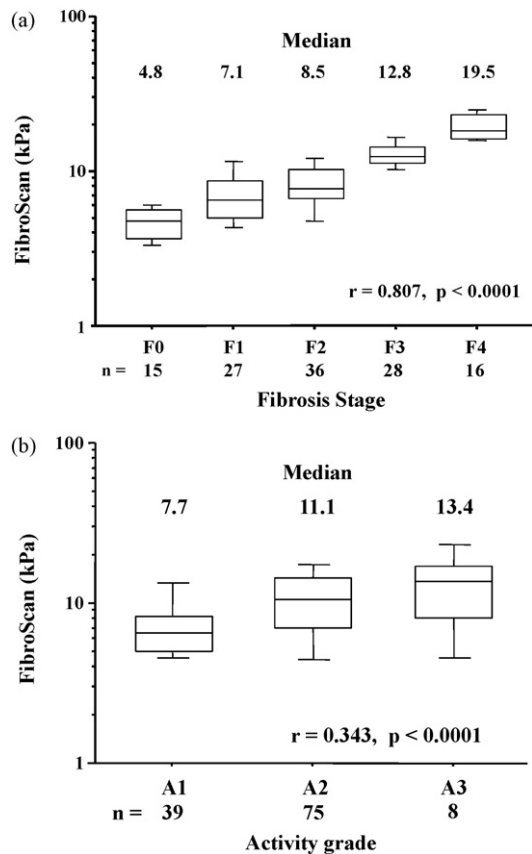 (a)
100
Median
4.8 7.1 8.5 12.8 19.5
FibroScan (kPa)
10
r = 0.807, p < 0.0001
1
F0 F1 F2 F3 F4
n = 15 27 36 28 16
Fibrosis Stage
(b)
100
Median
7.7 11.1 13.4
FibroScan (kPa)
10
r = 0.343, p < 0.0001
1
A1 A2 A3
n = 39 75 8
Activity grade